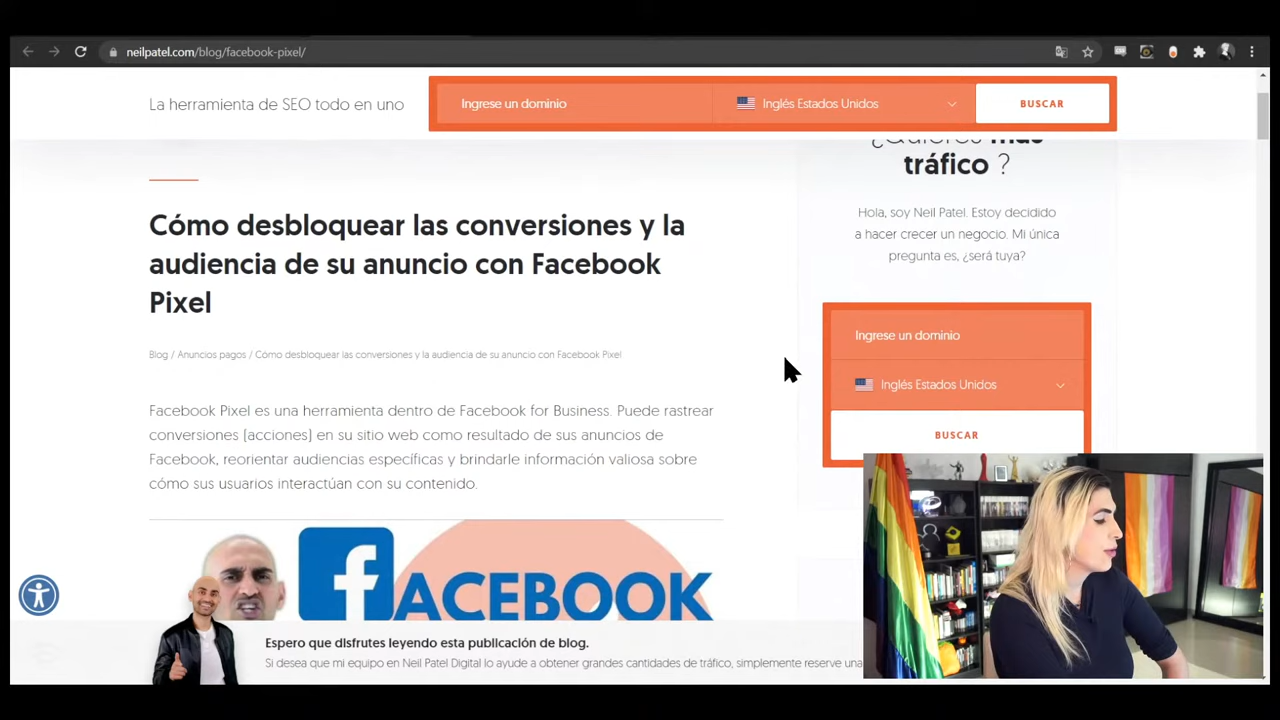 neilpatel.com/blog/facebook-pixel/
La herramienta de SEO todo en uno
Ingrese un dominio
Inglés Estados Unidos
BUSCAR
¿Quieres más
tráfico ?
Hola, soy Neil Patel. Estoy decidido
a hacer crecer un negocio. Mi única
pregunta es, ¿será tuya?
Ingrese un dominio
Inglés Estados Unidos
BUSCAR
Cómo desbloquear las conversiones y la
audiencia de su anuncio con Facebook
Pixel
Blog / Anuncios pagos / Cómo desbloquear las conversiones y la audiencia de su anuncio con Facebook Pixel
Facebook Pixel es una herramienta dentro de Facebook for Business. Puede rastrear
conversiones (acciones) en su sitio web como resultado de sus anuncios de
Facebook, reorientar audiencias específicas y brindarle información valiosa sobre
cómo sus usuarios interactúan con su contenido.
FACEBOOK
Espero que disfrutes leyendo esta publicación de blog.
Si desea que mi equipo en Neil Patel Digital lo ayude a obtener grandes cantidades de tráfico, simplemente reserve una